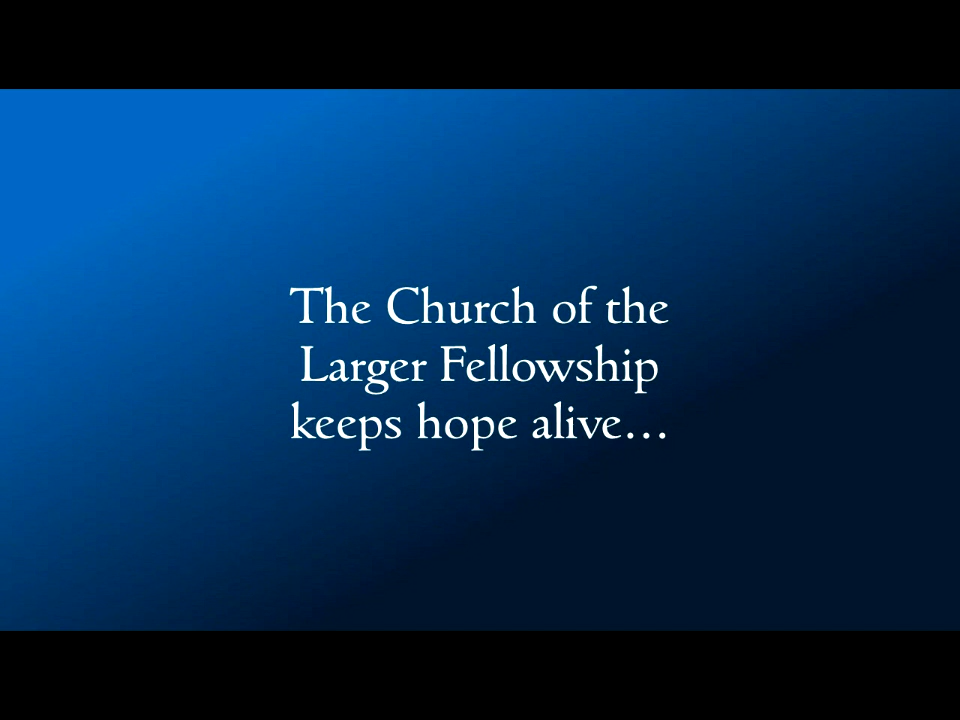 The Church of the
Larger Fellowship
keeps hope alive...